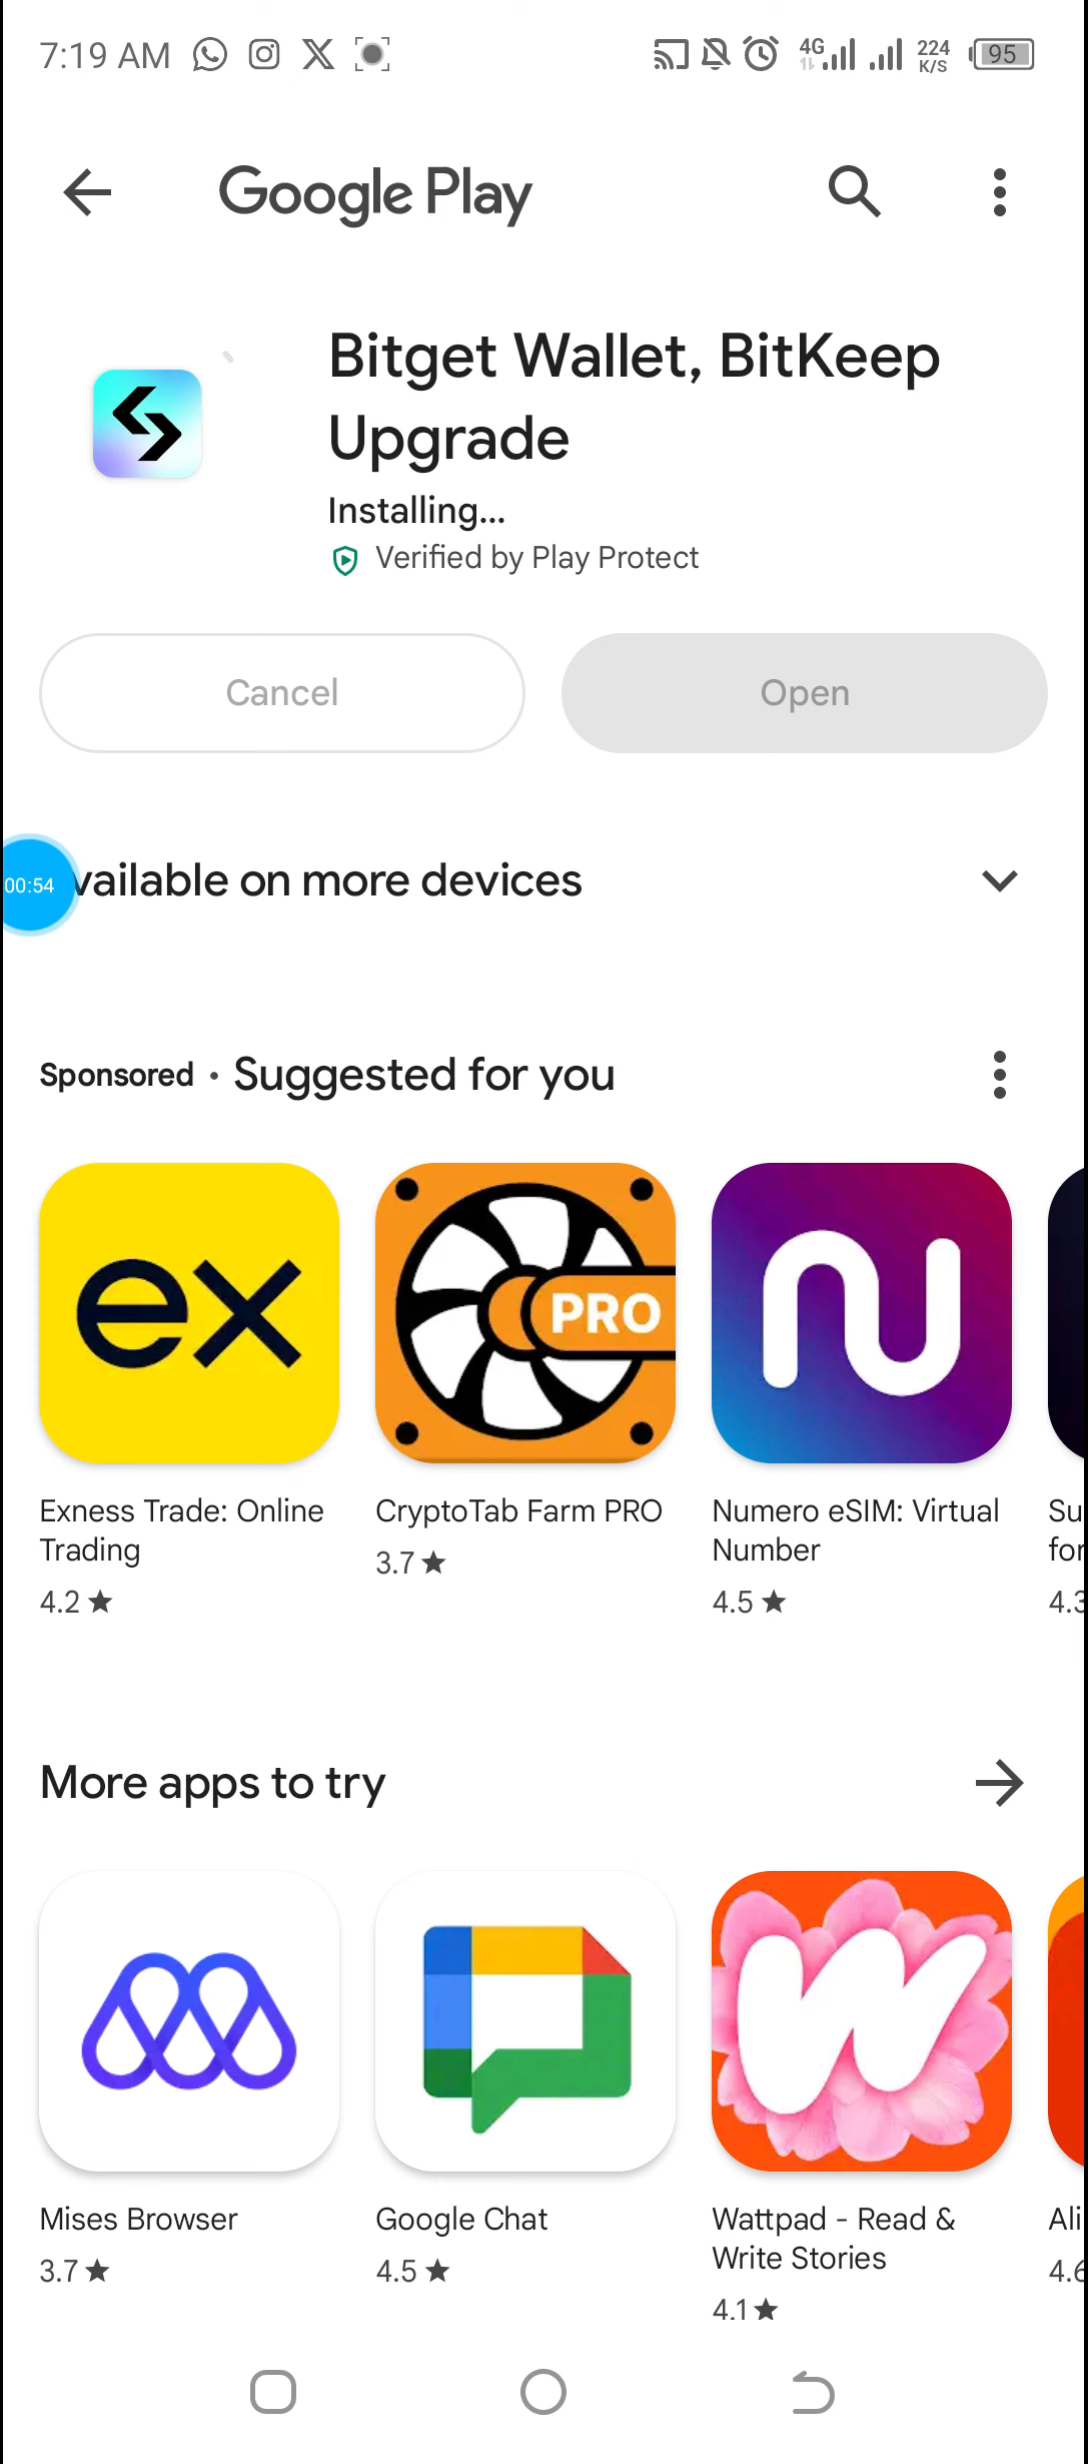 7:19 AM
4G
224
K/S
95
Google Play
Bitget Wallet, BitKeep
Upgrade
Installing...
Verified by Play Protect
Cancel
Open
00:54
vailable on more devices
Sponsored • Suggested for you
ex
PRO
Exness Trade: Online
Trading
4.2 ★
CryptoTab Farm PRO
3.7 ★
Numero eSIM: Virtual
Number
4.5 ★
Su
for
4.3
More apps to try
Mises Browser
3.7 ★
Google Chat
4.5 ★
Wattpad - Read &
Write Stories
4.1 ★
Ali
4.6